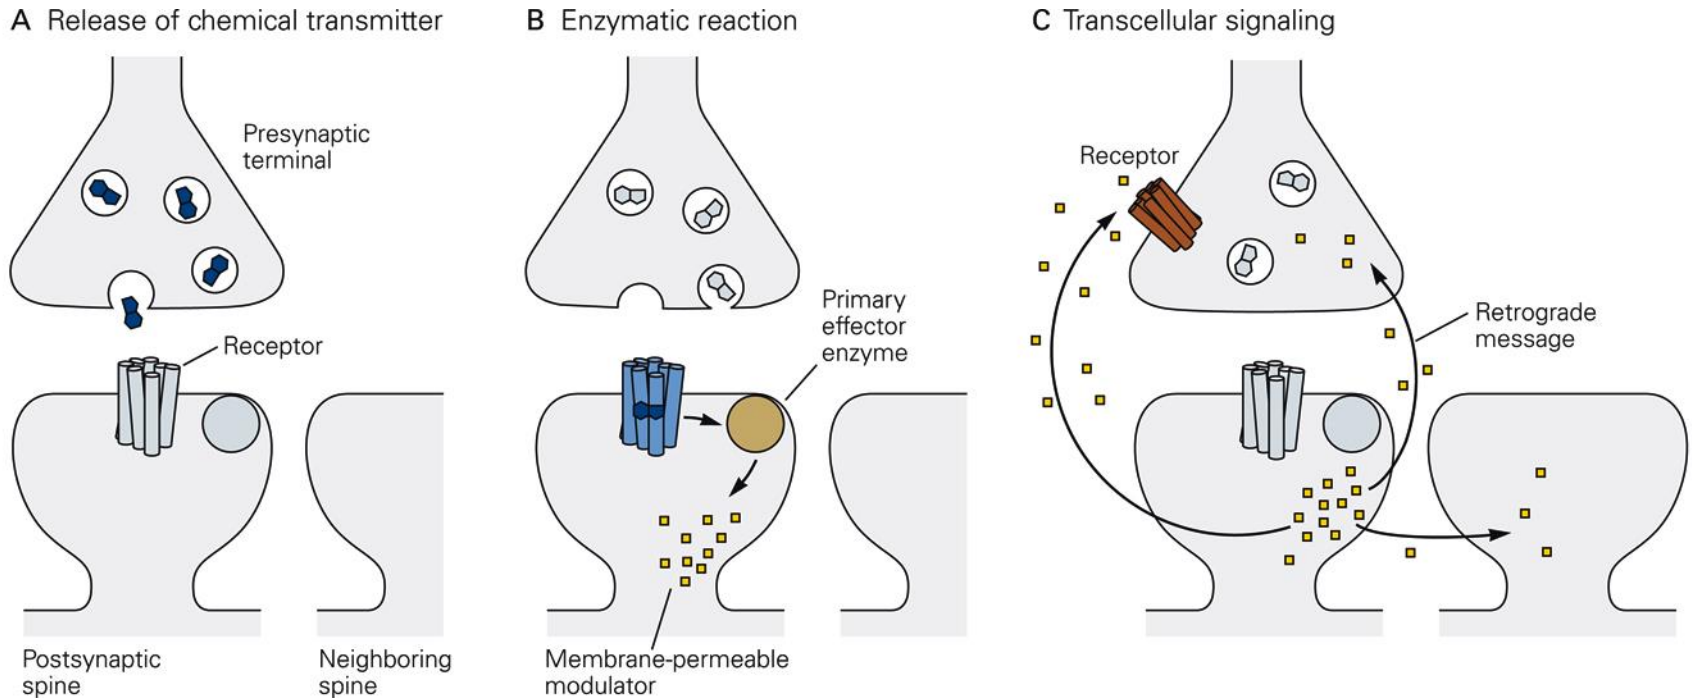 A Release of chemical transmitter
Presynaptic
terminal
Receptor
Postsynaptic
spine
Neighboring
spine
B Enzymatic reaction
Primary
effector
enzyme
Membrane-permeable
modulator
C Transcellular signaling
Receptor
Retrograde
message